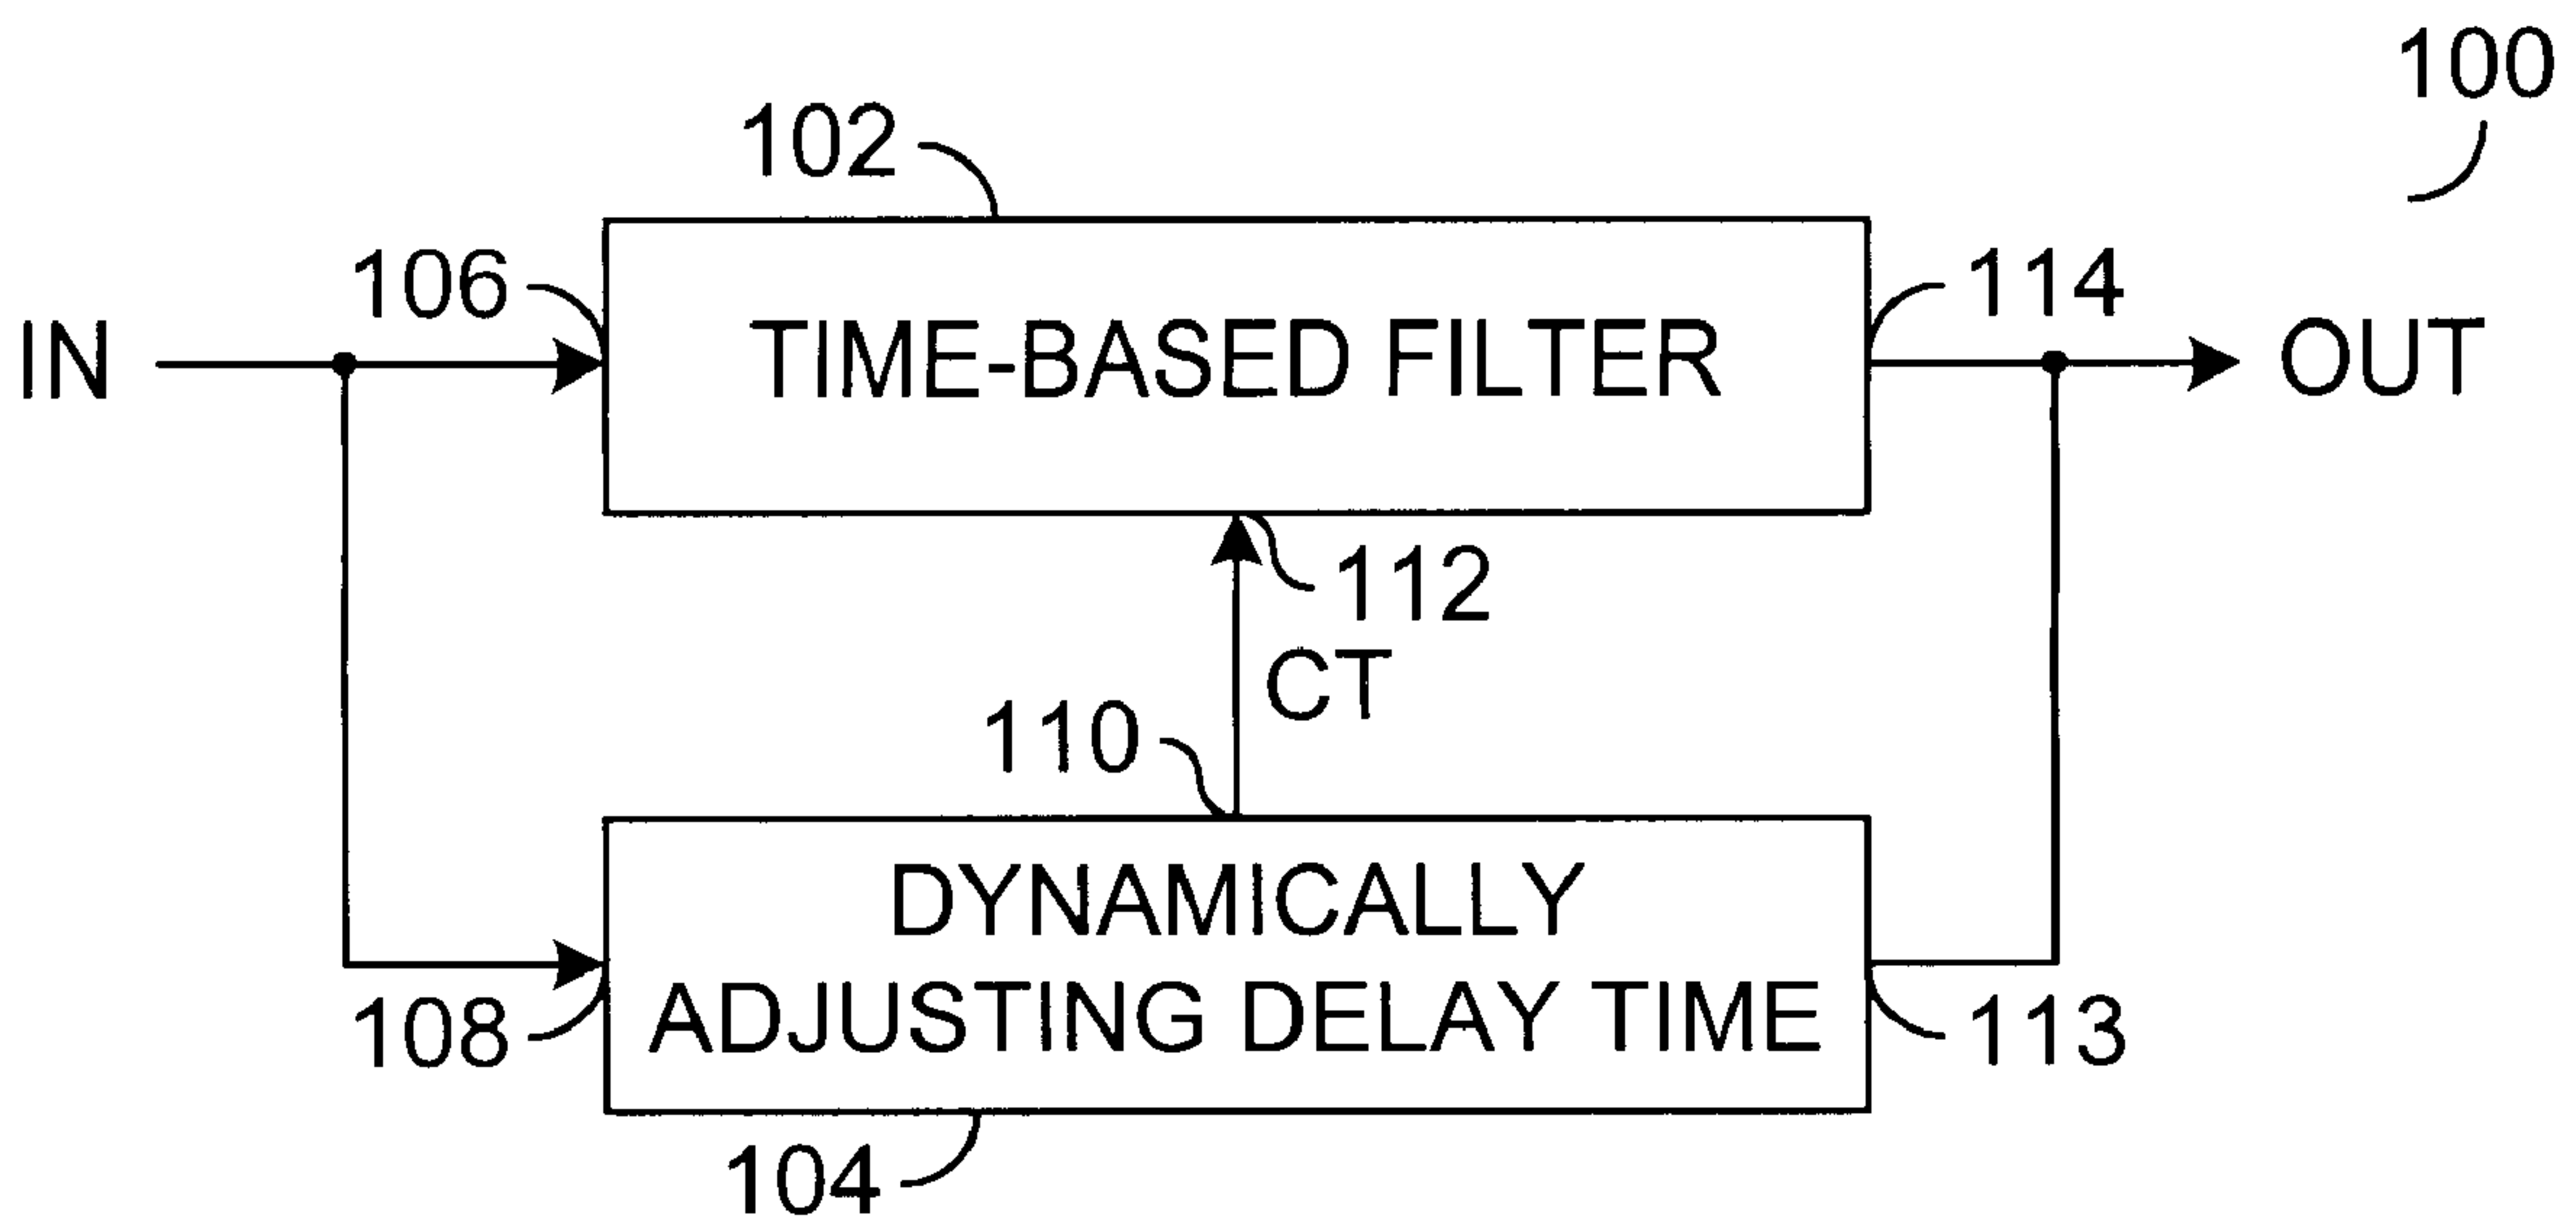 100
102
106
114
IN
TIME-BASED FILTER
OUT
112
CT
110
DYNAMICALLY
ADJUSTING DELAY TIME
108
113
104